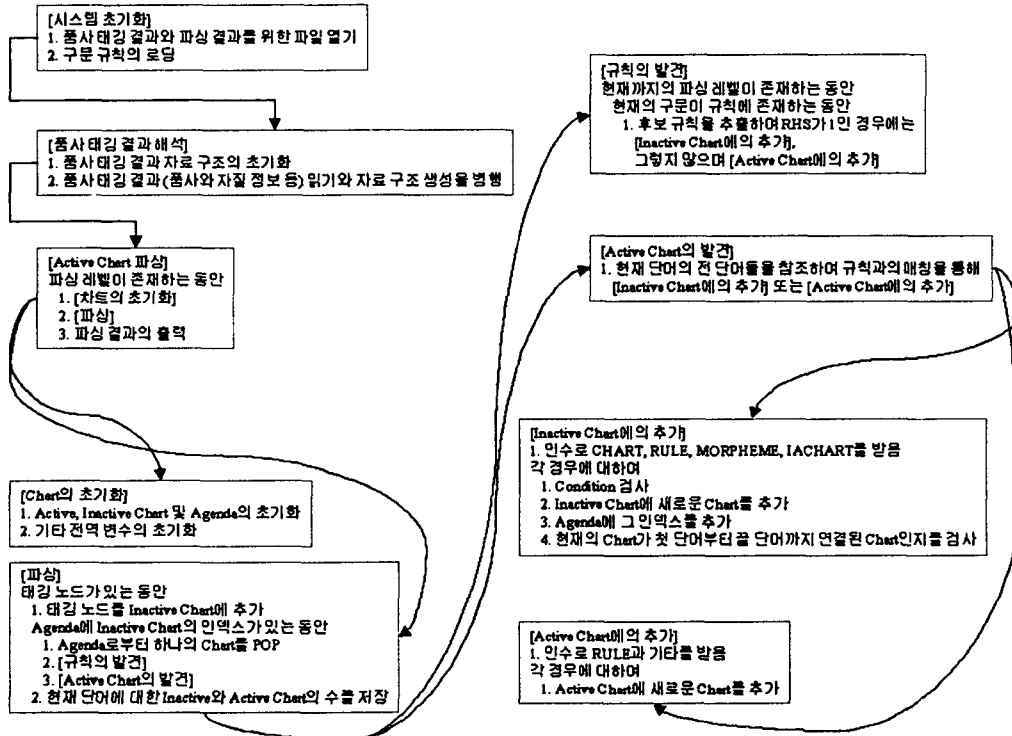 [시스템 초기화]
1. 품사 태깅 결과와 파싱 결과를 위한 파일 열기
2. 구문 규칙의 로딩
[품사 태깅 결과 해석]
1. 품사 태깅 결과 자료 구조의 초기화
2. 품사 태깅 결과(품사와 자질 정보 등) 읽기와 자료 구조 생성을 병행
[Active Chart 파싱]
파싱 레벨이 존재하는 동안
1. [차트의 초기화]
2. [파싱]
3. 파싱 결과의 출력
[Chart의 초기화]
1. Active, Inactive Chart 및 Agenda의 초기화
2. 기타 전역 변수의 초기화
[파싱]
태깅 노드가 있는 동안
1. 태깅 노드를 Inactive Chart에 추가
Agenda에 Inactive Chart의 인덱스가 있는 동안
1. Agenda로부터 하나의 Chart를 POP
2. [규칙의 발견]
3. [Active Chart의 발견]
2. 현재 단어에 대한 Inactive와 Active Chart의 수를 저장
[규칙의 발견]
현재까지의 파싱 레벨이 존재하는 동안
현재의 구문이 규칙에 존재하는 동안
1. 후보 규칙을 추출하여 RHS가 1인 경우에는
[Inactive Chart에의 추가],
그렇지 않으며 [Active Chart에의 추가]
[Active Chart의 발견]
1. 현재 단어의 전 단어들을 참조하여 규칙과의 매칭을 통해
[Inactive Chart에의 추가] 또는 [Active Chart에의 추가]
[Inactive Chart에의 추가]
1. 인수로 CHART, RULE, MORPHEME, IACHART를 받음
각 경우에 대하여
1. Condition 검사
2. Inactive Chart에 새로운 Chart를 추가
3. Agenda에 그 인덱스를 추가
4. 현재의 Chart가 첫 단어부터 끝 단어까지 연결된 Chart인지를 검사
[Active Chart에의 추가]
1. 인수로 RULE과 기타를 받음
각 경우에 대하여
1. Active Chart에 새로운 Chart를 추가